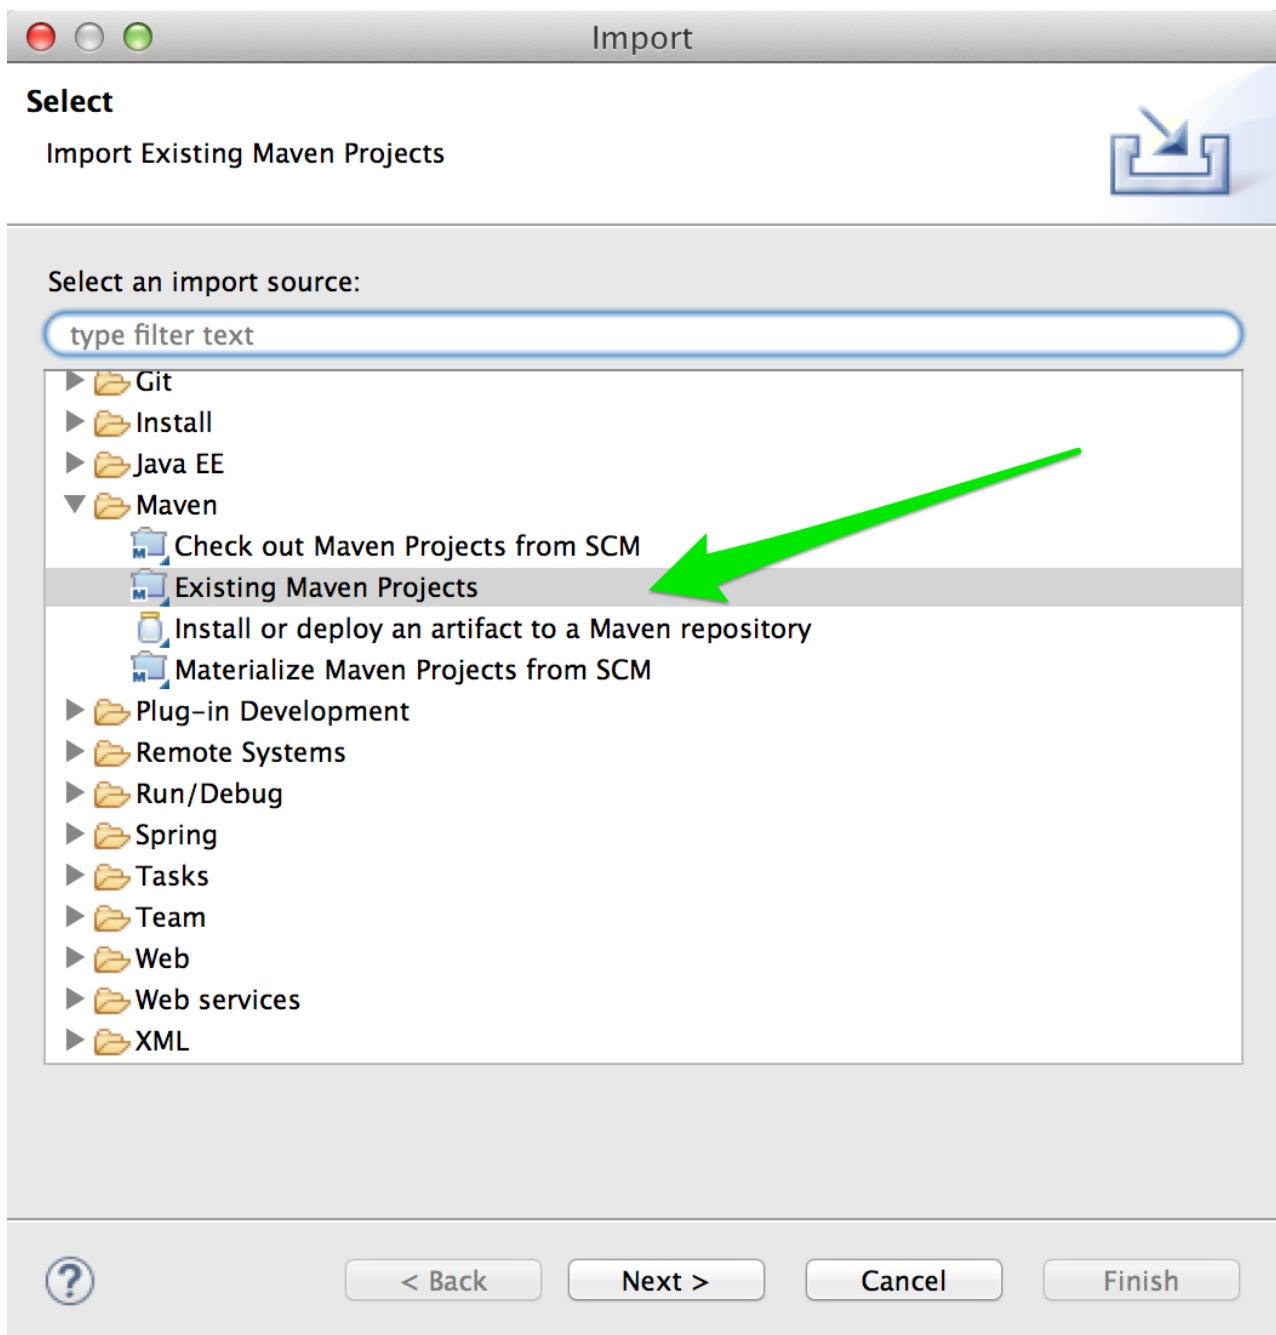 Import
Select
Import Existing Maven Projects
Select an import source:
type filter text
Git
Install
Java EE
Maven
Check out Maven Projects from SCM
Existing Maven Projects
Install or deploy an artifact to a Maven repository
Materialize Maven Projects from SCM
Plug-in Development
Remote Systems
Run/Debug
Spring
Tasks
Team
Web
Web services
XML
? < Back Next > Cancel Finish